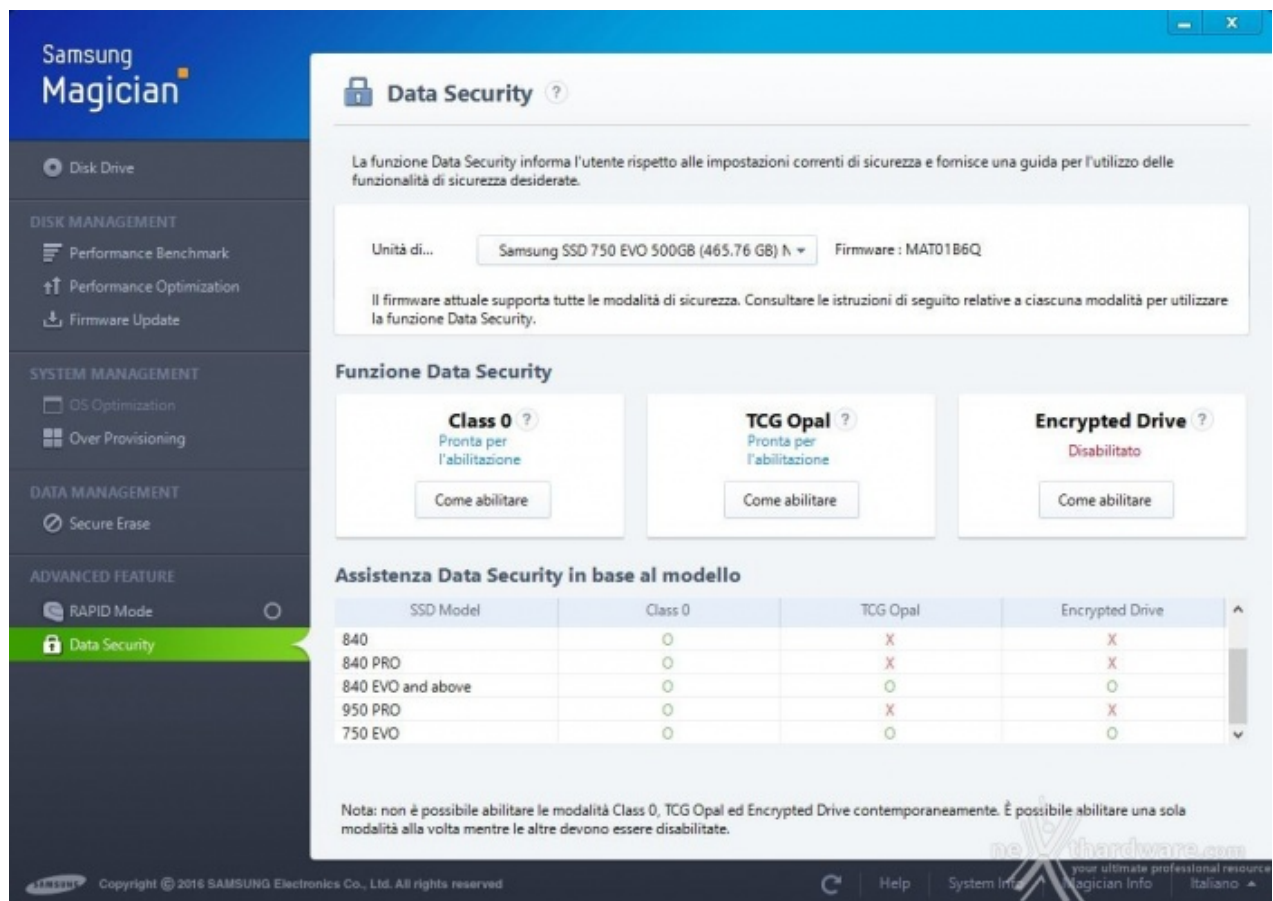 Samsung
Magician
Data Security ?
Disk Drive
La funzione Data Security informa l'utente rispetto alle impostazioni correnti di sicurezza e fornisce una guida per l'utilizzo delle
funzionalità di sicurezza desiderate.
DISK MANAGEMENT
Performance Benchmark
Performance Optimization
Firmware Update
Unità di...
Samsung SSD 750 EVO 500GB (465.76 GB)
Firmware : MAT01B6Q
Il firmware attuale supporta tutte le modalità di sicurezza. Consultare le istruzioni di seguito relative a ciascuna modalità per utilizzare
la funzione Data Security.
SYSTEM MANAGEMENT
OS Optimization
Over Provisioning
DATA MANAGEMENT
Secure Erase
ADVANCED FEATURE
RAPID Mode
Data Security
Funzione Data Security
Class 0 ?
Pronta per
l'abilitazione
Come abilitare
TCG Opal ?
Pronta per
l'abilitazione
Come abilitare
Encrypted Drive ?
Disabilitato
Come abilitare
Assistenza Data Security in base al modello
SSD Model Class 0 TCG Opal Encrypted Drive
840 O X X
840 PRO O X X
840 EVO and above O O O
950 PRO O X X
750 EVO O O O
Nota: non è possibile abilitare le modalità Class 0, TCG Opal ed Encrypted Drive contemporaneamente. È possibile abilitare una sola
modalità alla volta mentre le altre devono essere disabilitate.
nexthardware.com
your ultimate professional resource
SAMSUNG
Copyright © 2016 SAMSUNG Electronics Co., Ltd. All rights reserved
Help
System Info
Magician Info
Italiano